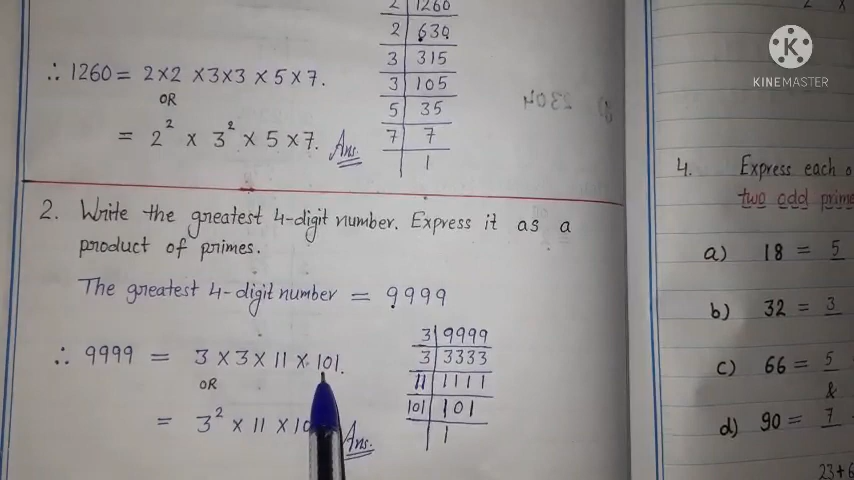 2 | 1260
2 | 630
3 | 315
3 | 105
5 | 35
7 | 7
| 1
∴ 1260 = 2×2 ×3×3 × 5 × 7.
OR
= 2² × 3² × 5 × 7. Ans.
2. Write the greatest 4-digit number. Express it as a
product of primes.
The greatest 4-digit number = 9999
∴ 9999 = 3 × 3 × 11 × 101.
OR
= 3² × 11 × 10 Ans.
3 | 9999
3 | 3333
11 | 1111
101 | 101
| 1
2304
K
KINEMASTER
4. Express each
two odd prime
a) 18 = 5
b) 32 = 3
c) 66 = 5
&
d) 90 = 7
23+6